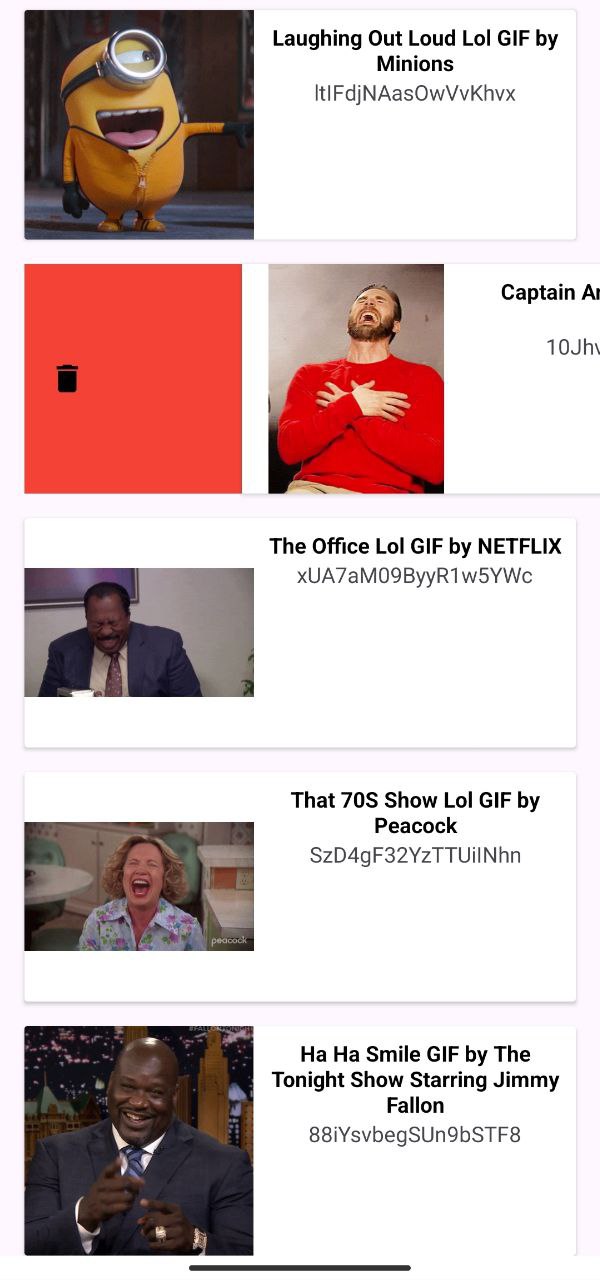 Laughing Out Loud Lol GIF by
Minions
ltIFdjNAasOwVvKhvx
Captain
10Jhv
The Office Lol GIF by NETFLIX
xUA7aM09ByyR1w5YWc
That 70S Show Lol GIF by
Peacock
SzD4gF32YzTTUiINhn
peacock
Ha Ha Smile GIF by The
Tonight Show Starring Jimmy
Fallon
88iYsvbegSUn9bSTF8